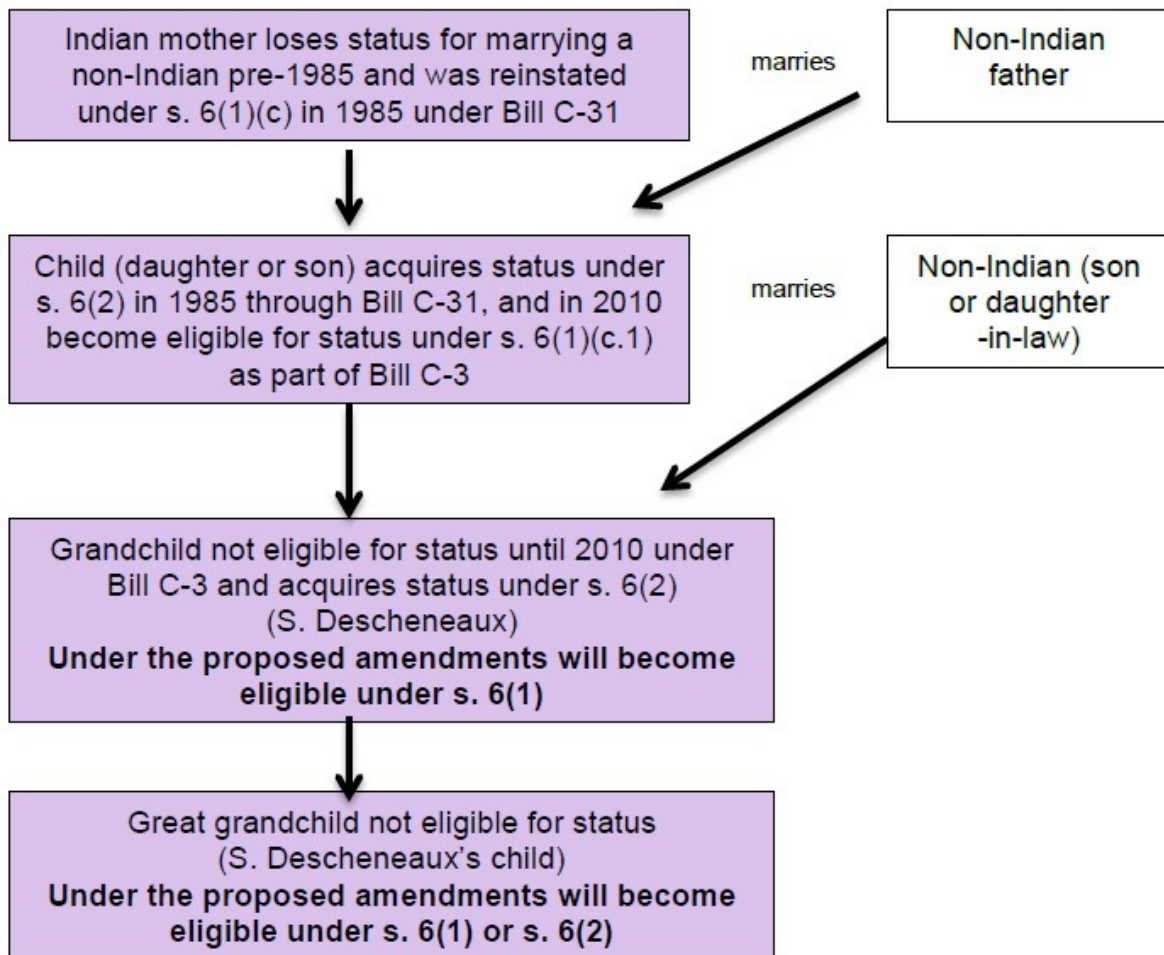 Indian mother loses status for marrying a
non-Indian pre-1985 and was reinstated
under s. 6(1)(c) in 1985 under Bill C-31
marries
Non-Indian
father
Child (daughter or son) acquires status under
s. 6(2) in 1985 through Bill C-31, and in 2010
become eligible for status under s. 6(1)(c.1)
as part of Bill C-3
marries
Non-Indian (son
or daughter
-in-law)
Grandchild not eligible for status until 2010 under
Bill C-3 and acquires status under s. 6(2)
(S. Descheneaux)
Under the proposed amendments will become
eligible under s. 6(1)
Great grandchild not eligible for status
(S. Descheneaux’s child)
Under the proposed amendments will become
eligible under s. 6(1) or s. 6(2)